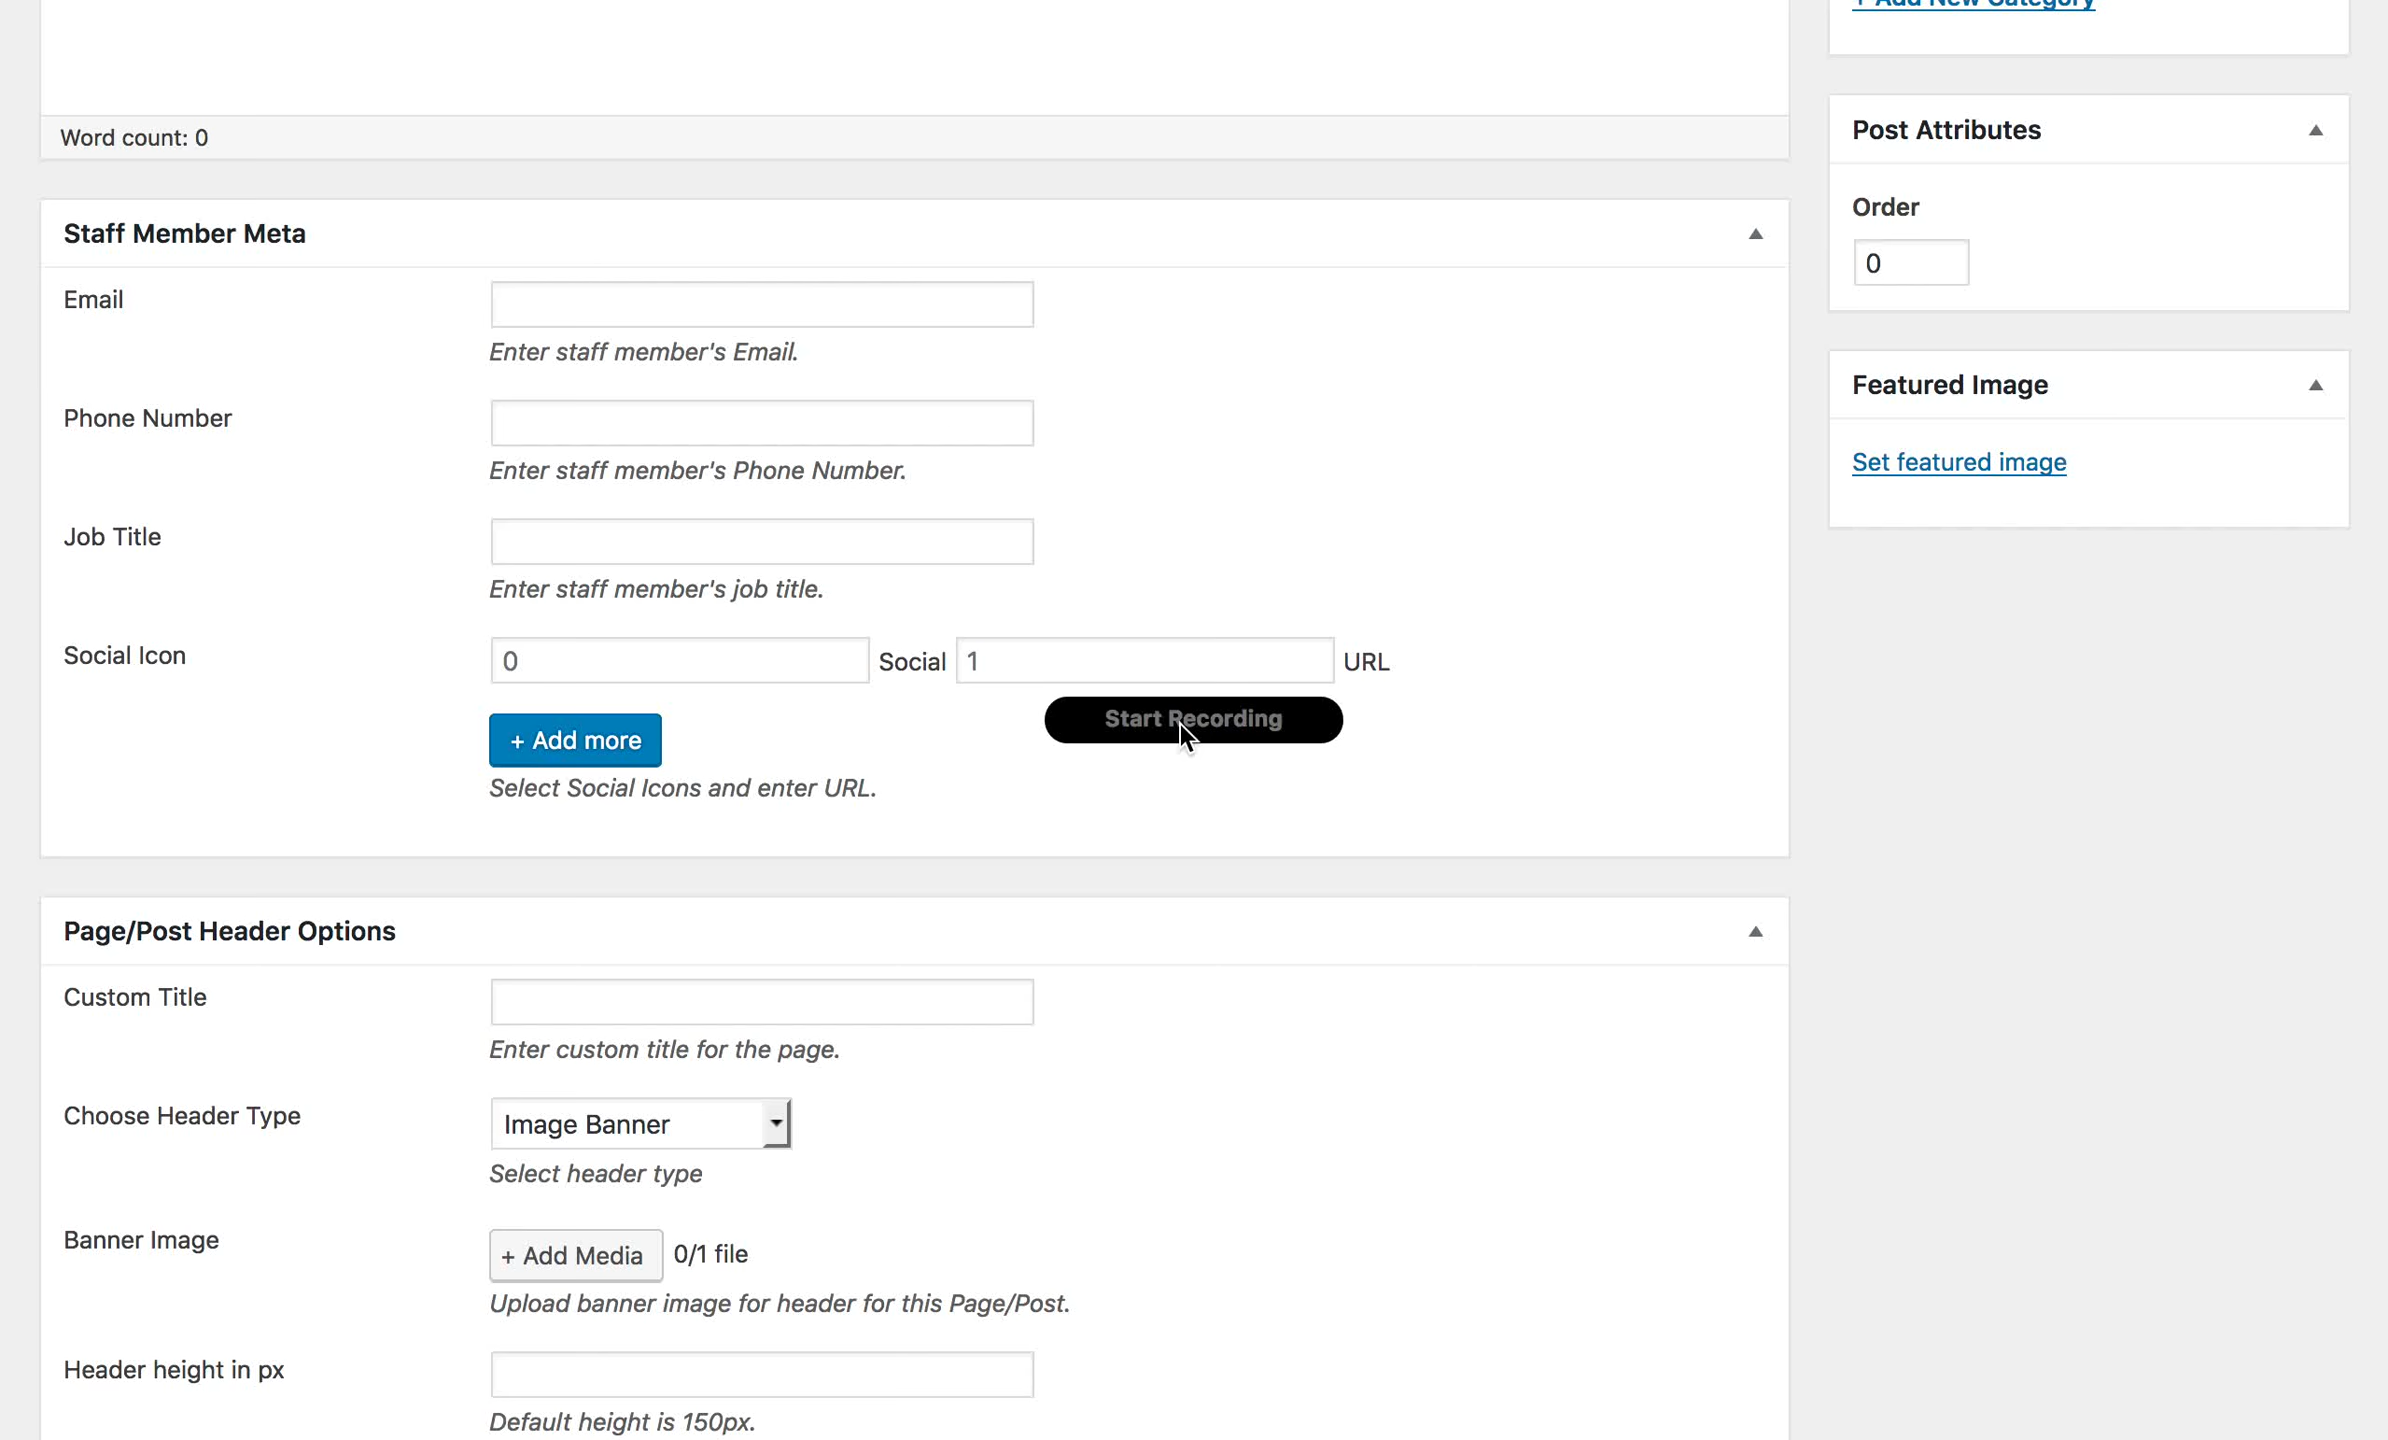 + Add New Category
Word count: 0
Post Attributes
Order
0
Featured Image
Set featured image
Staff Member Meta
Email
Enter staff member's Email.
Phone Number
Enter staff member's Phone Number.
Job Title
Enter staff member's job title.
Social Icon
0 Social 1 URL
Start Recording
+ Add more
Select Social Icons and enter URL.
Page/Post Header Options
Custom Title
Enter custom title for the page.
Choose Header Type
Image Banner
Select header type
Banner Image
+ Add Media 0/1 file
Upload banner image for header for this Page/Post.
Header height in px
Default height is 150px.